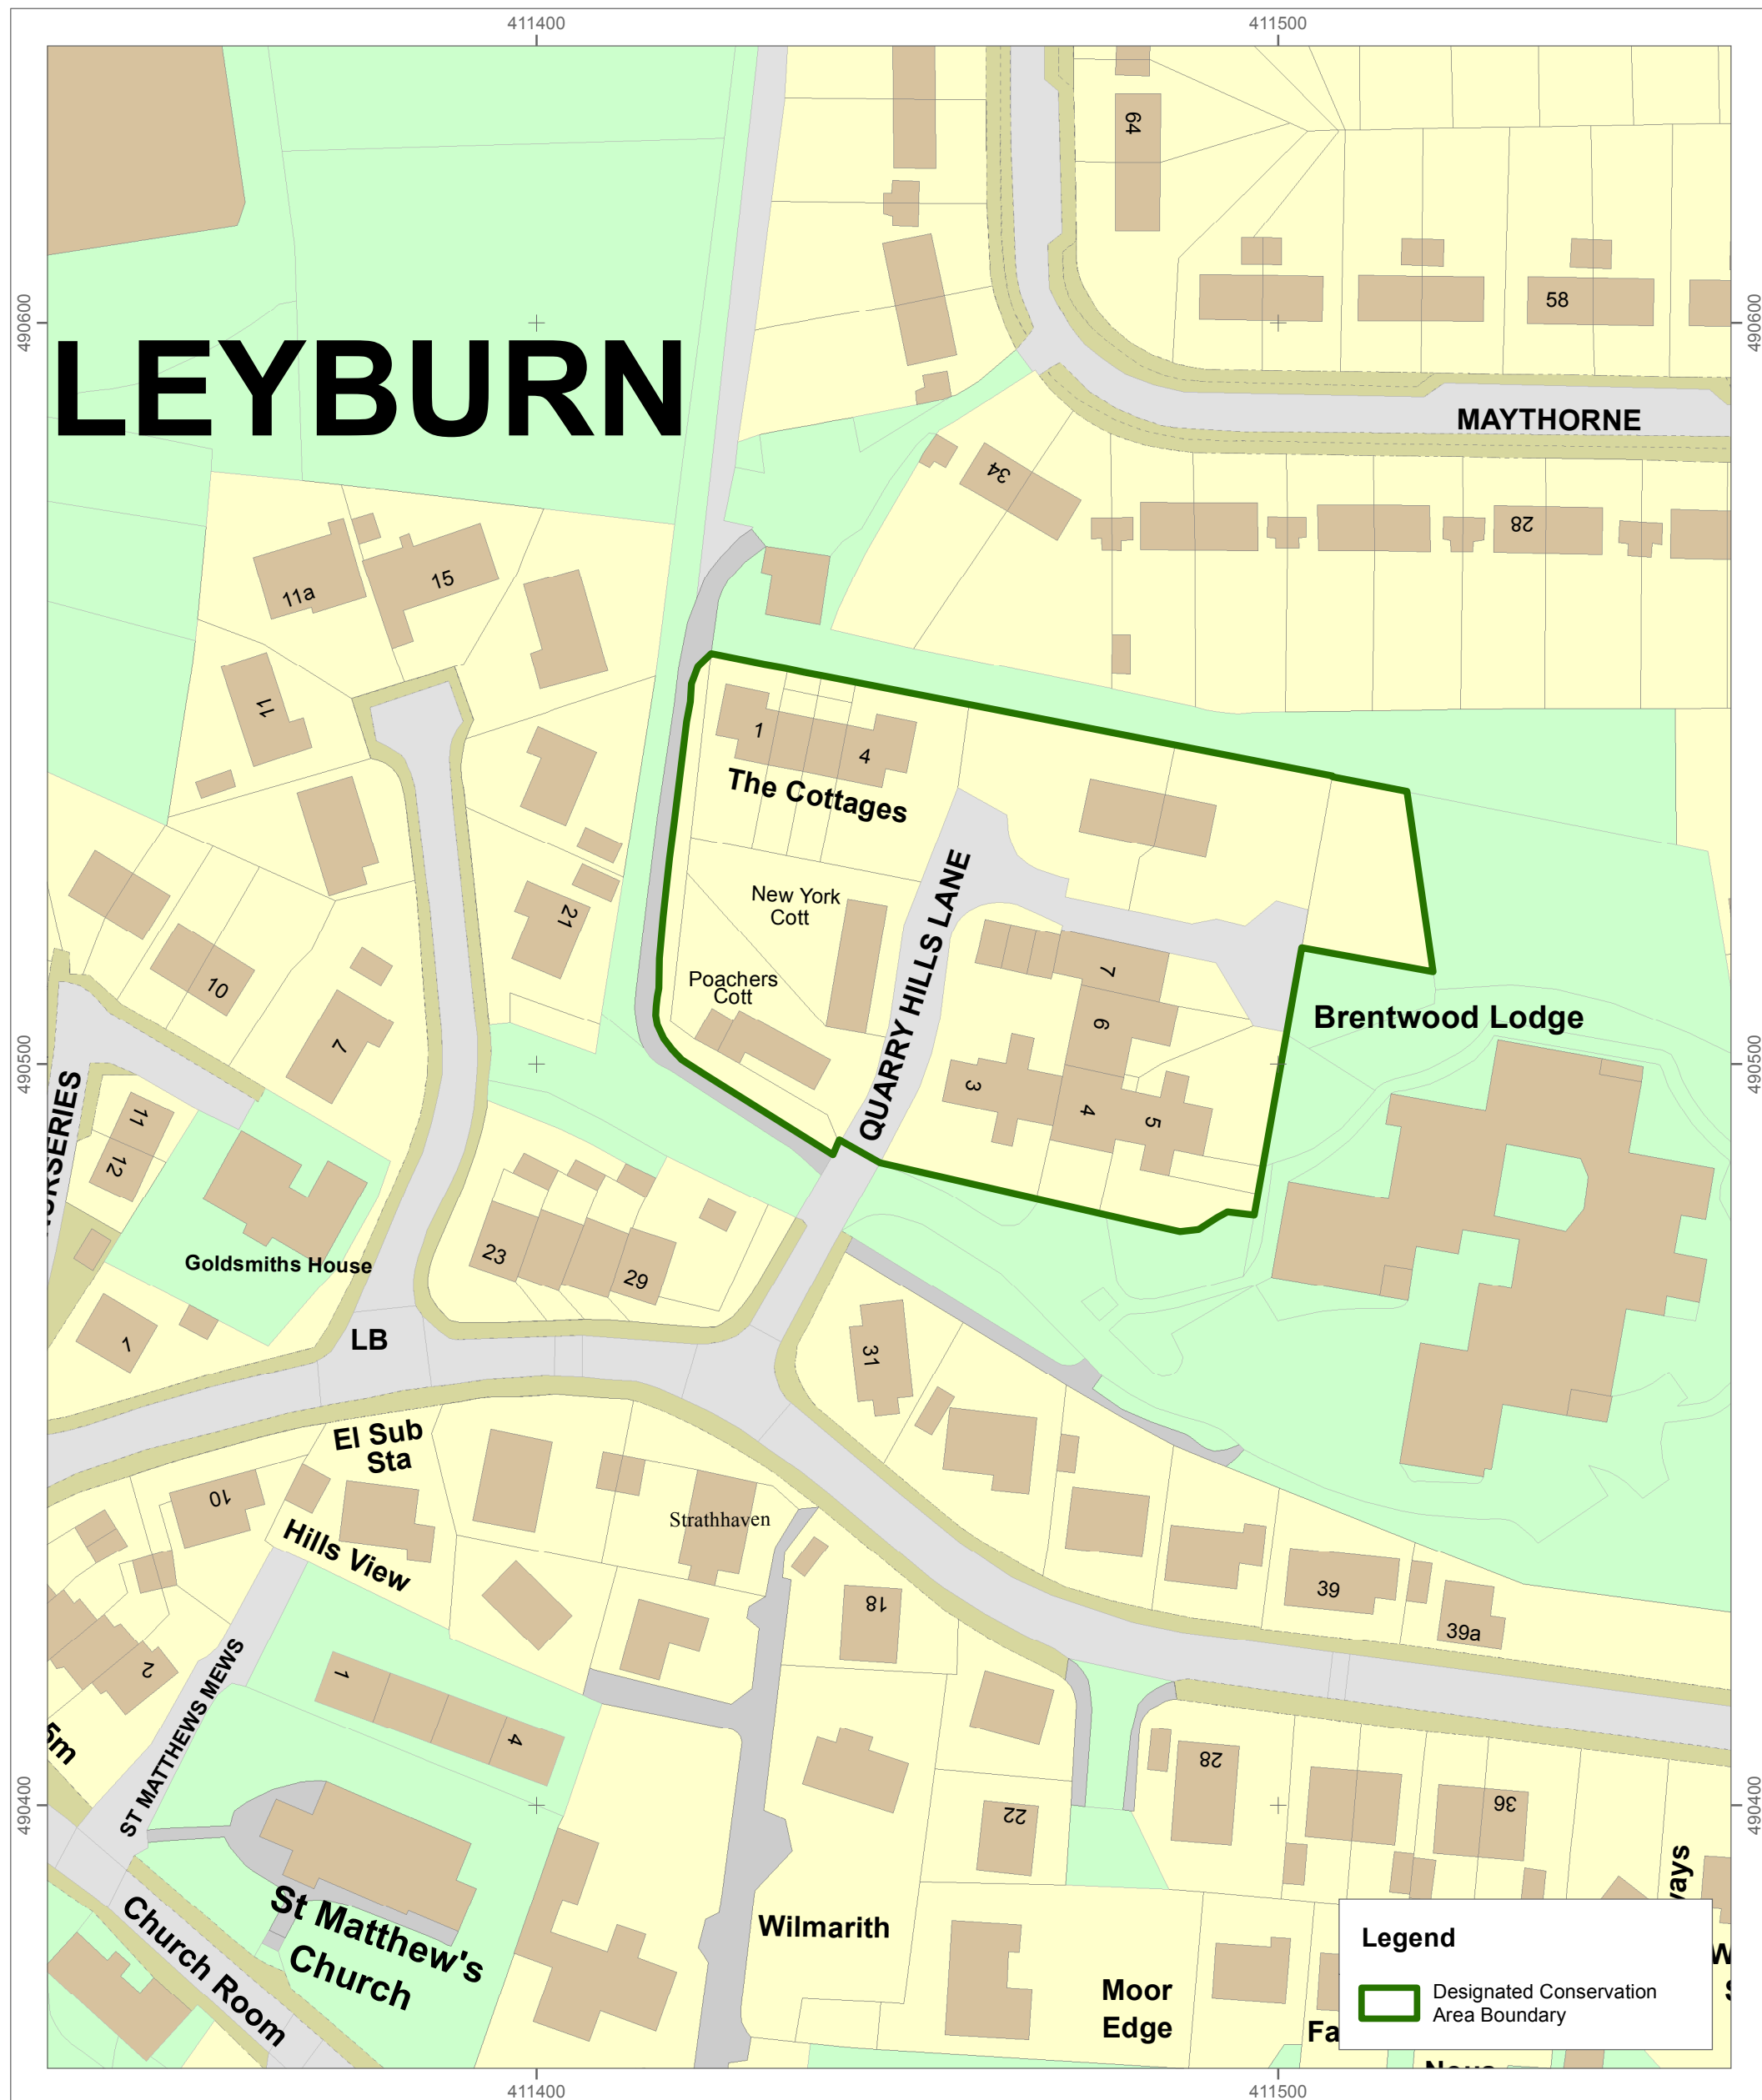 411400
411500
490600
490600
64
58
LEYBURN
MAYTHORNE
34
28
11a
15
11
1
4
The Cottages
21
New York
Cott
QUARRY HILLS LANE
Poachers
Cott
10
7
7
6
3
4
5
Brentwood Lodge
490500
490500
11
12
Goldsmiths House
23
29
7
LB
31
El Sub
Sta
10
Hills View
Strathhaven
18
39
39a
2
ST MATTHEWS MEWS
1
4
5m
28
22
36
490400
490400
St Matthew's
Church
Church Room
Wilmarith
Moor
Edge
Fa
Legend
Designated Conservation
Area Boundary
411400
411500